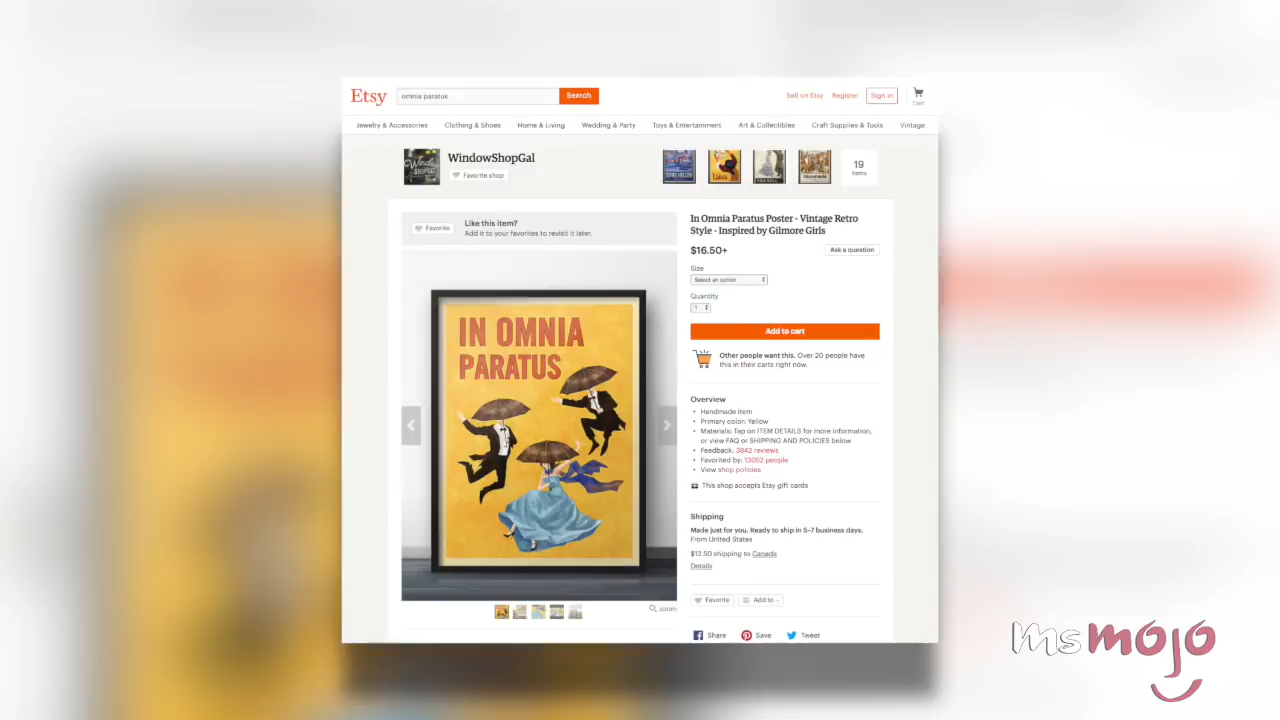 Etsy
omnia paratus
Search
Sell on Etsy
Register
Sign in
Cart
Jewelry & Accessories
Clothing & Shoes
Home & Living
Wedding & Party
Toys & Entertainment
Art & Collectibles
Craft Supplies & Tools
Vintage
WindowShopGal
Favorite shop
19
items
Favorite
Like this item?
Add it to your favorites to revisit it later.
IN OMNIA
PARATUS
zoom
In Omnia Paratus Poster - Vintage Retro
Style - Inspired by Gilmore Girls
$16.50+
Ask a question
Size
Select an option
Quantity
1
Add to cart
Other people want this. Over 20 people have
this in their carts right now.
Overview
Handmade item
Primary color: Yellow
Materials: Tap on ITEM DETAILS for more information,
or view FAQ or SHIPPING AND POLICIES below
Feedback: 3842 reviews
Favorited by: 13052 people
View shop policies
This shop accepts Etsy gift cards
Shipping
Made just for you. Ready to ship in 5–7 business days.
From United States
$12.50 shipping to Canada
Details
Favorite
Add to
Share
Save
Tweet
msmojo